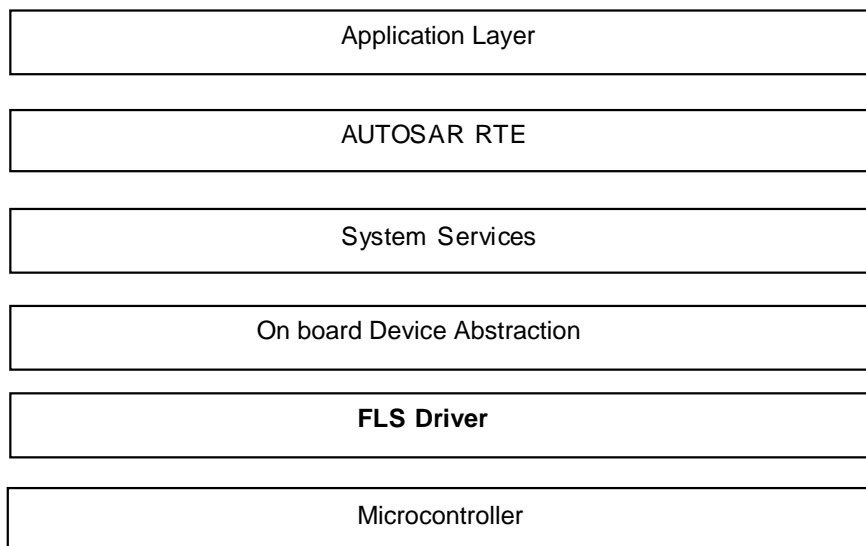 Application Layer
AUTOSAR RTE
System Services
On board Device Abstraction
FLS Driver
Microcontroller